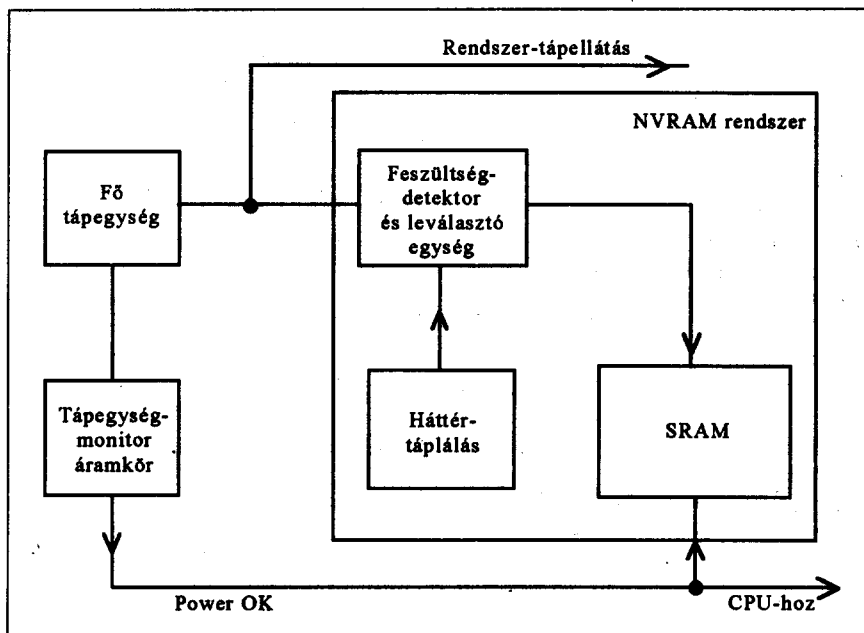 Rendszer-tápellátás
NVRAM rendszer
Fő
tápegység
Feszültség-
detektor
és leválasztó
egység
Tápegység-
monitor
áramkör
Háttér-
táplálás
SRAM
Power OK
CPU-hoz